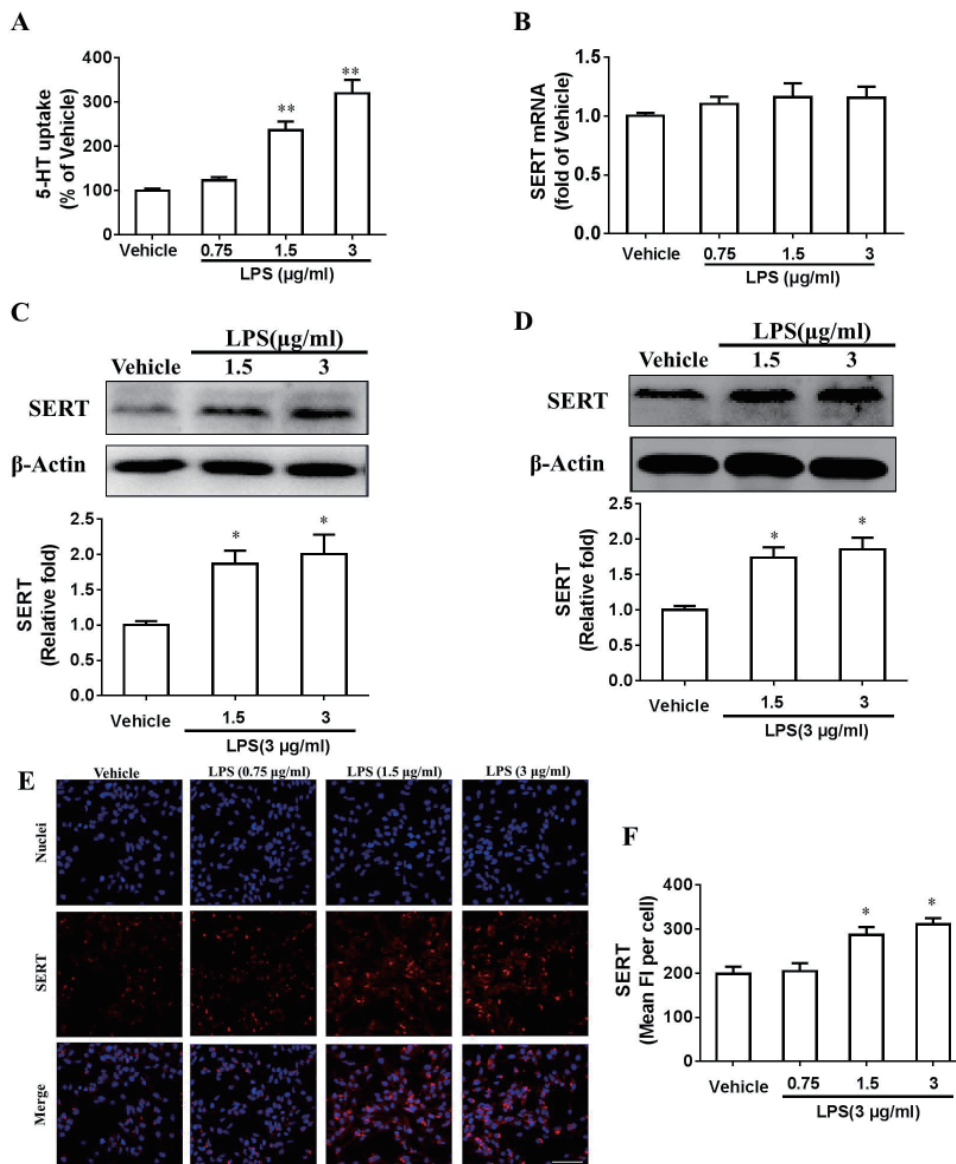 A
5-HT uptake
(% of Vehicle)
400
300
200
100
0
** **
Vehicle 0.75 1.5 3
LPS (µg/ml)
B
SERT mRNA
(fold of Vehicle)
1.5
1.0
0.5
0.0
Vehicle 0.75 1.5 3
LPS (µg/ml)
C
LPS(µg/ml)
Vehicle 1.5 3
SERT
β-Actin
SERT
(Relative fold)
2.5
2.0
1.5
1.0
0.5
0.0
* *
Vehicle 1.5 3
LPS(3 µg/ml)
D
LPS(µg/ml)
Vehicle 1.5 3
SERT
β-Actin
SERT
(Relative fold)
2.5
2.0
1.5
1.0
0.5
0.0
* *
Vehicle 1.5 3
LPS(3 µg/ml)
E
Vehicle LPS (0.75 µg/ml) LPS (1.5 µg/ml) LPS (3 µg/ml)
Nuclei
SERT
Merge
F
SERT
(Mean FI per cell)
400
300
200
100
0
* *
Vehicle 0.75 1.5 3
LPS(3 µg/ml)